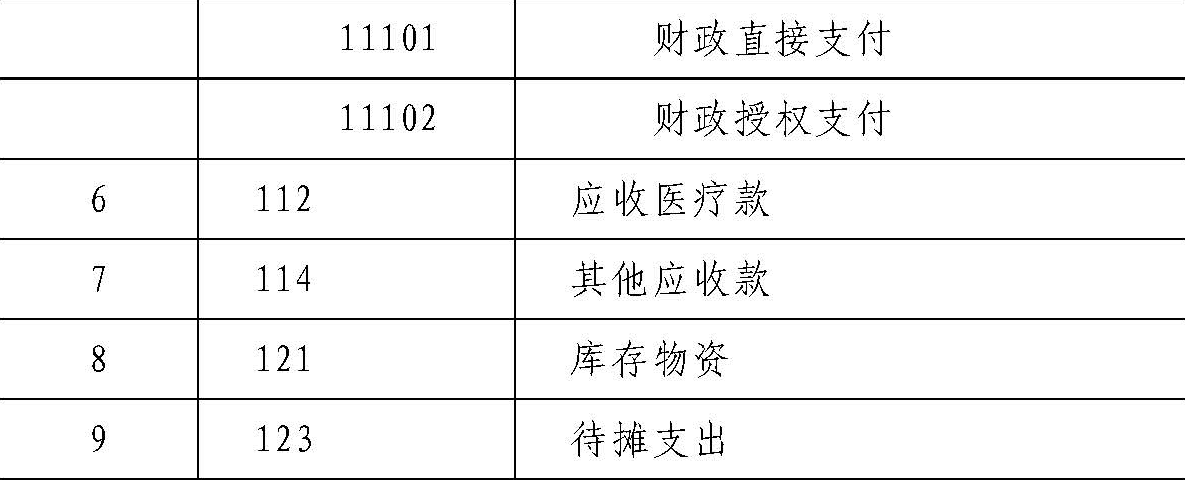 11101 财政直接支付
11102 财政授权支付
6 112 应收医疗款
7 114 其他应收款
8 121 库存物资
9 123 待摊支出